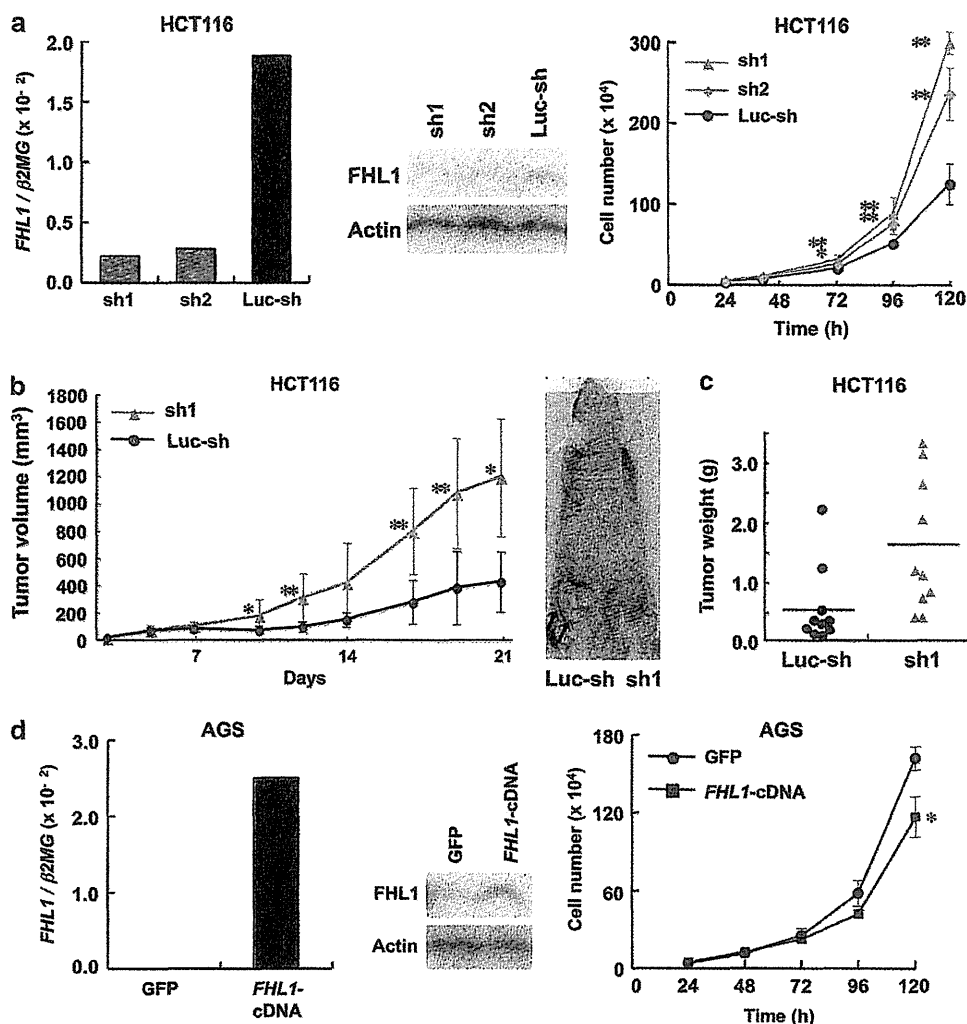 a
HCT116
2.0
1.5
1.0
0.5
0.0
FHL1 / β2MG (x 10⁻²)
sh1
sh2
Luc-sh
sh1
sh2
Luc-sh
FHL1
Actin
HCT116
300
200
100
0
Cell number (x 10⁴)
sh1
sh2
Luc-sh
**
**
**
**
**
*
0
24
48
72
96
120
Time (h)
b
HCT116
1800
1600
1400
1200
1000
800
600
400
200
0
Tumor volume (mm³)
sh1
Luc-sh
*
**
**
**
*
7
14
21
Days
Luc-sh sh1
c
HCT116
3.0
2.0
1.0
0.0
Tumor weight (g)
Luc-sh
sh1
d
AGS
3.0
2.0
1.0
0.0
FHL1 / β2MG (x 10⁻²)
GFP
FHL1-
cDNA
GFP
FHL1-cDNA
FHL1
Actin
AGS
180
120
60
0
Cell number (x 10⁴)
GFP
FHL1-cDNA
*
0
24
48
72
96
120
Time (h)